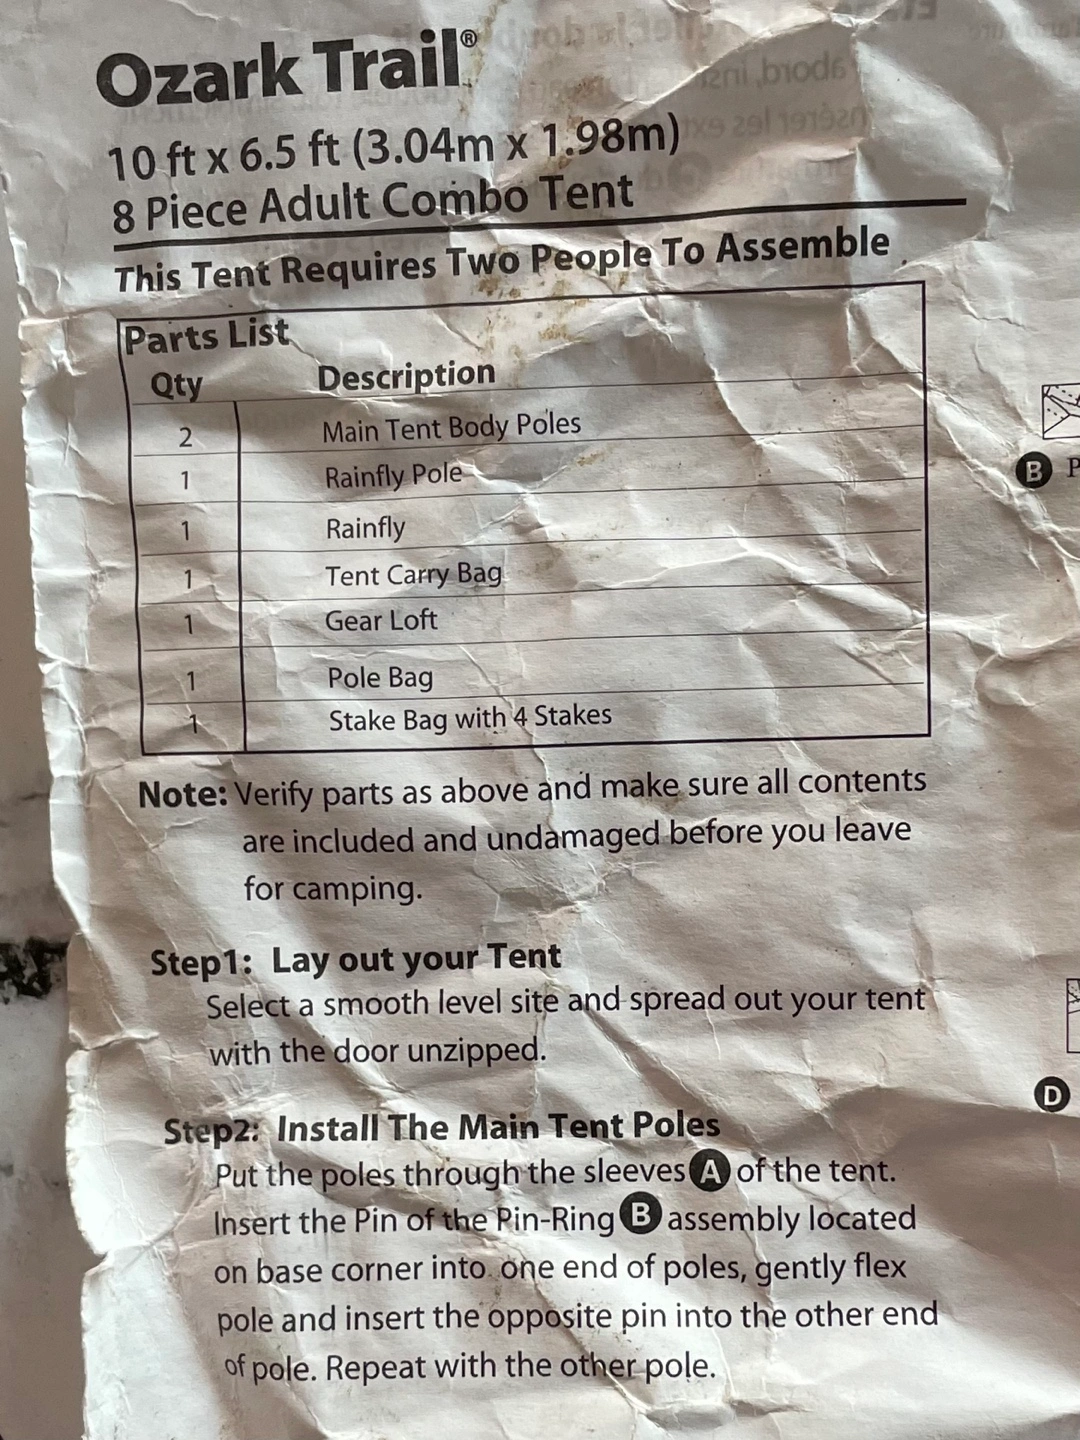 Ozark Trail®
10 ft x 6.5 ft (3.04m x 1.98m)
8 Piece Adult Combo Tent
This Tent Requires Two People To Assemble
Parts List
Qty Description
2 Main Tent Body Poles
1 Rainfly Pole
1 Rainfly
1 Tent Carry Bag
1 Gear Loft
1 Pole Bag
1 Stake Bag with 4 Stakes
Note: Verify parts as above and make sure all contents
are included and undamaged before you leave
for camping.
Step1: Lay out your Tent
Select a smooth level site and spread out your tent
with the door unzipped.
Step2: Install The Main Tent Poles
Put the poles through the sleeves A of the tent.
Insert the Pin of the Pin-Ring B assembly located
on base corner into one end of poles, gently flex
pole and insert the opposite pin into the other end
of pole. Repeat with the other pole.
B P
D